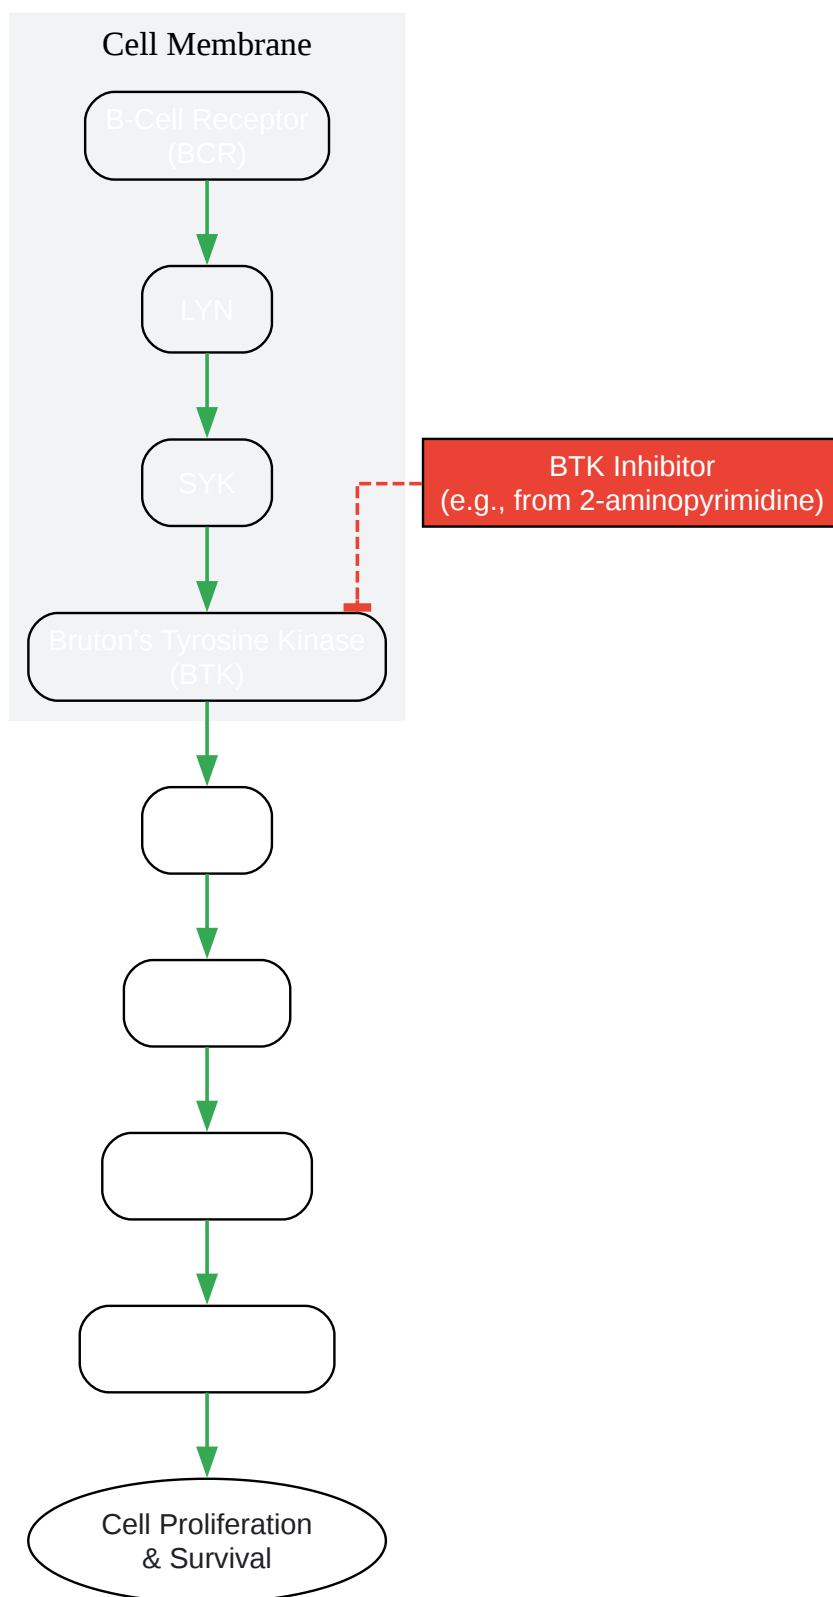 Cell Membrane
B-Cell Receptor
(BCR)
LYN
SYK
BTK Inhibitor
(e.g., from 2-aminopyrimidine)
Bruton's Tyrosine Kinase
(BTK)
Cell Proliferation
& Survival